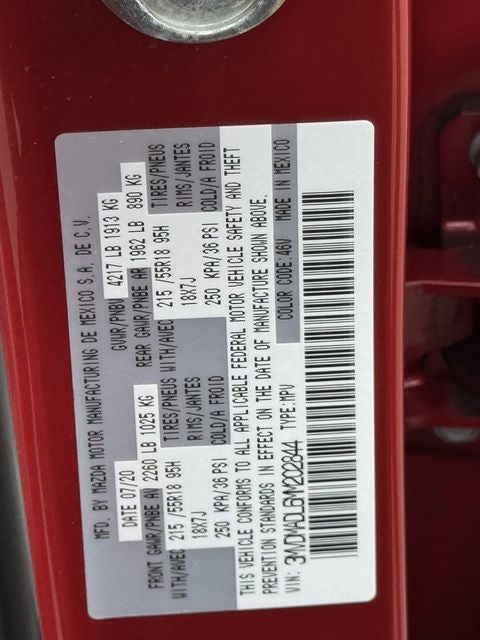 MFD. BY MAZDA MOTOR MANUFACTURING DE MEXICO S.A. DE C.V.
DATE 07/20 GVWR/PNBV 4217 LB 1913 KG
FRONT GAWR/PNBE AV 2260 LB 1025 KG REAR GAWR/PNBE AR 1962 LB 890 KG
WITH/AVEC 215 /55R18 95H TIRES/PNEUS WITH/AVEC 215 /55R18 95H TIRES/PNEUS
18X7J RIMS/JANTES 18X7J RIMS/JANTES
250 KPA/36 PSI COLD/A FROID 250 KPA/36 PSI COLD/A FROID
THIS VEHICLE CONFORMS TO ALL APPLICABLE FEDERAL MOTOR VEHICLE SAFETY AND THEFT
PREVENTION STANDARDS IN EFFECT ON THE DATE OF MANUFACTURE SHOWN ABOVE.
VIN: 3MVDMADL6MM202844 TYPE: MPV COLOR CODE: 46V MADE IN MEXICO